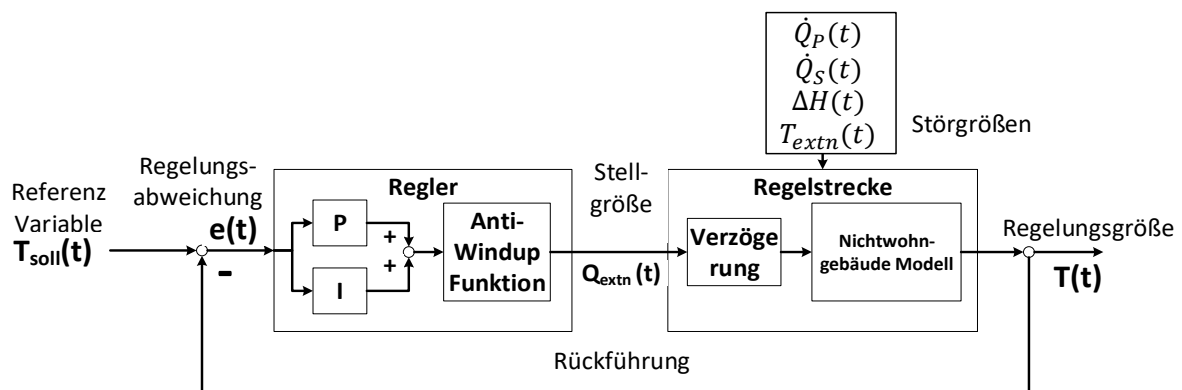 Q̇_P(t)
Q̇_S(t)
ΔH(t)
T_extn(t)
Störgrößen
Referenz
Variable
T_soll(t)
Regelungs-
abweichung
e(t)
-
Regler
P
I
+
+
Anti-
Windup
Funktion
Stell-
größe
Q_extn (t)
Regelstrecke
Verzöge
rung
Nichtwohn-
gebäude Modell
Regelungsgröße
T(t)
Rückführung